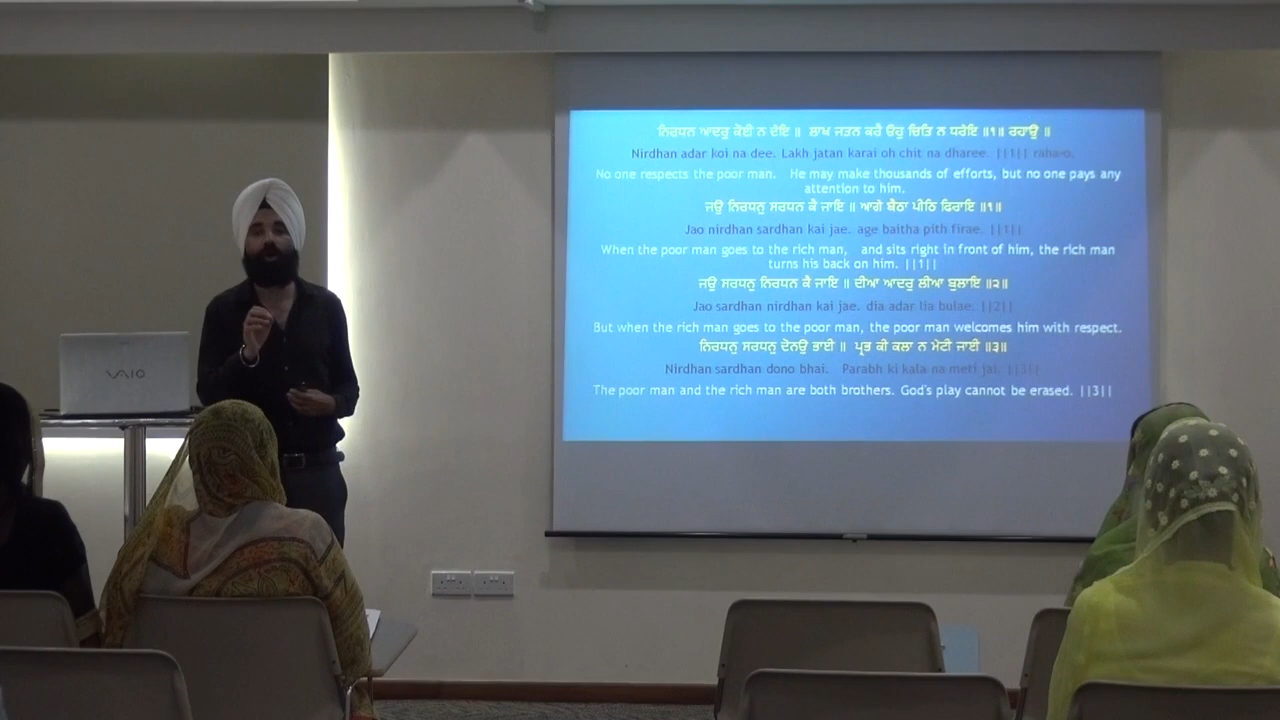 ਨਿਰਧਨ ਆਦਰੁ ਕੋਈ ਨ ਦੇਇ ॥ ਲਾਖ ਜਤਨ ਕਰੈ ਓਹੁ ਚਿਤਿ ਨ ਧਰੇਇ ॥੧॥ ਰਹਾਉ ॥
Nirdhan adar koi na dee. Lakh jatan karai oh chit na dharee. ||1|| rahao.
No one respects the poor man. He may make thousands of efforts, but no one pays any
attention to him.
ਜਉ ਨਿਰਧਨੁ ਸਰਧਨ ਕੈ ਜਾਇ ॥ ਆਗੇ ਬੈਠਾ ਪੀਠਿ ਫਿਰਾਇ ॥੧॥
Jao nirdhan sardhan kai jae. age baitha pith firae. ||1||
When the poor man goes to the rich man, and sits right in front of him, the rich man
turns his back on him. ||1||
ਜਉ ਸਰਧਨੁ ਨਿਰਧਨ ਕੈ ਜਾਇ ॥ ਦੀਆ ਆਦਰੁ ਲੀਆ ਬੁਲਾਇ ॥੨॥
Jao sardhan nirdhan kai jae. dia adar lia bulae. ||2||
But when the rich man goes to the poor man, the poor man welcomes him with respect.
ਨਿਰਧਨੁ ਸਰਧਨੁ ਦੋਨਉ ਭਾਈ ॥ ਪ੍ਰਭ ਕੀ ਕਲਾ ਨ ਮੇਟੀ ਜਾਈ ॥੩॥
Nirdhan sardhan dono bhai. Parabh ki kala na meti jai. ||3||
The poor man and the rich man are both brothers. God's play cannot be erased. ||3||
VAIO